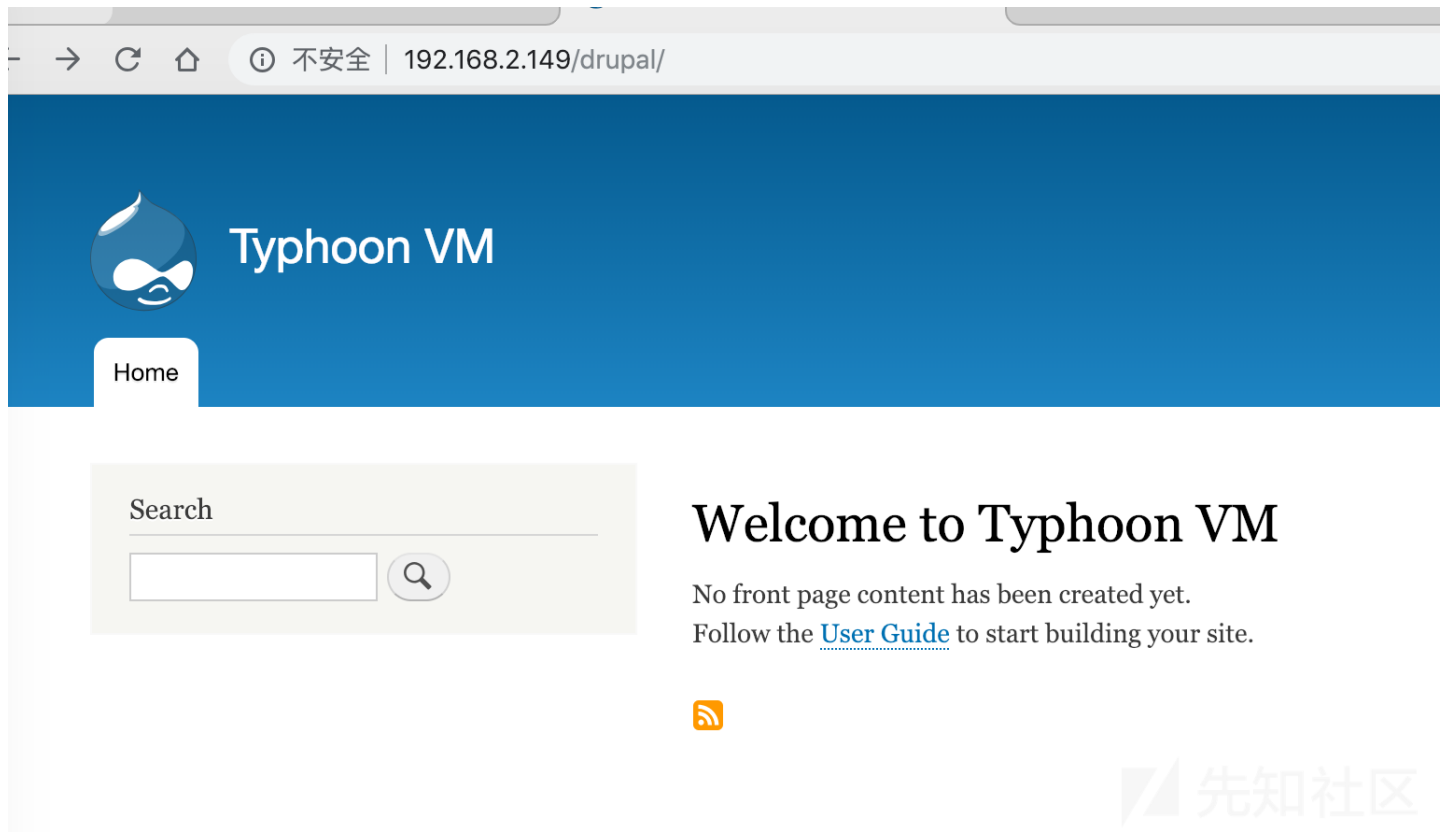 不安全 192.168.2.149/drupal/
Typhoon VM
Home
Search
Welcome to Typhoon VM
No front page content has been created yet.
Follow the User Guide to start building your site.
先知社区